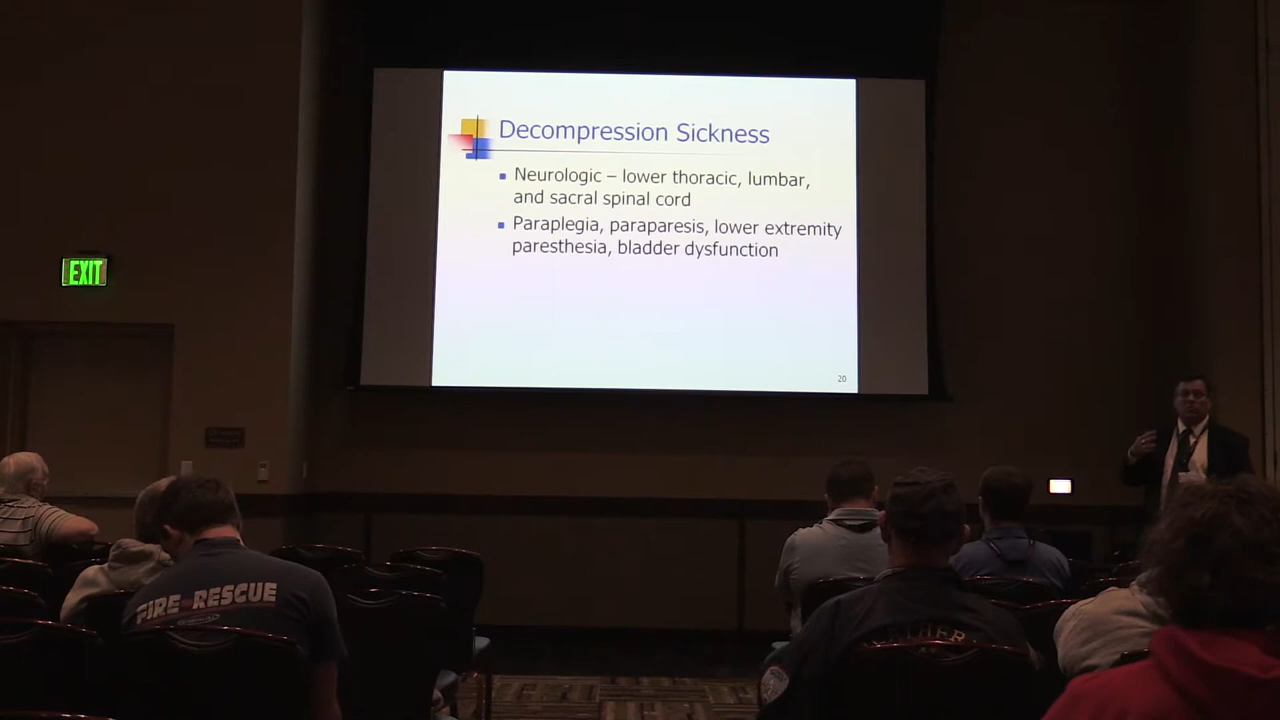 Decompression Sickness
Neurologic – lower thoracic, lumbar,
and sacral spinal cord
Paraplegia, paraparesis, lower extremity
paresthesia, bladder dysfunction
20
EXIT
FIRE RESCUE